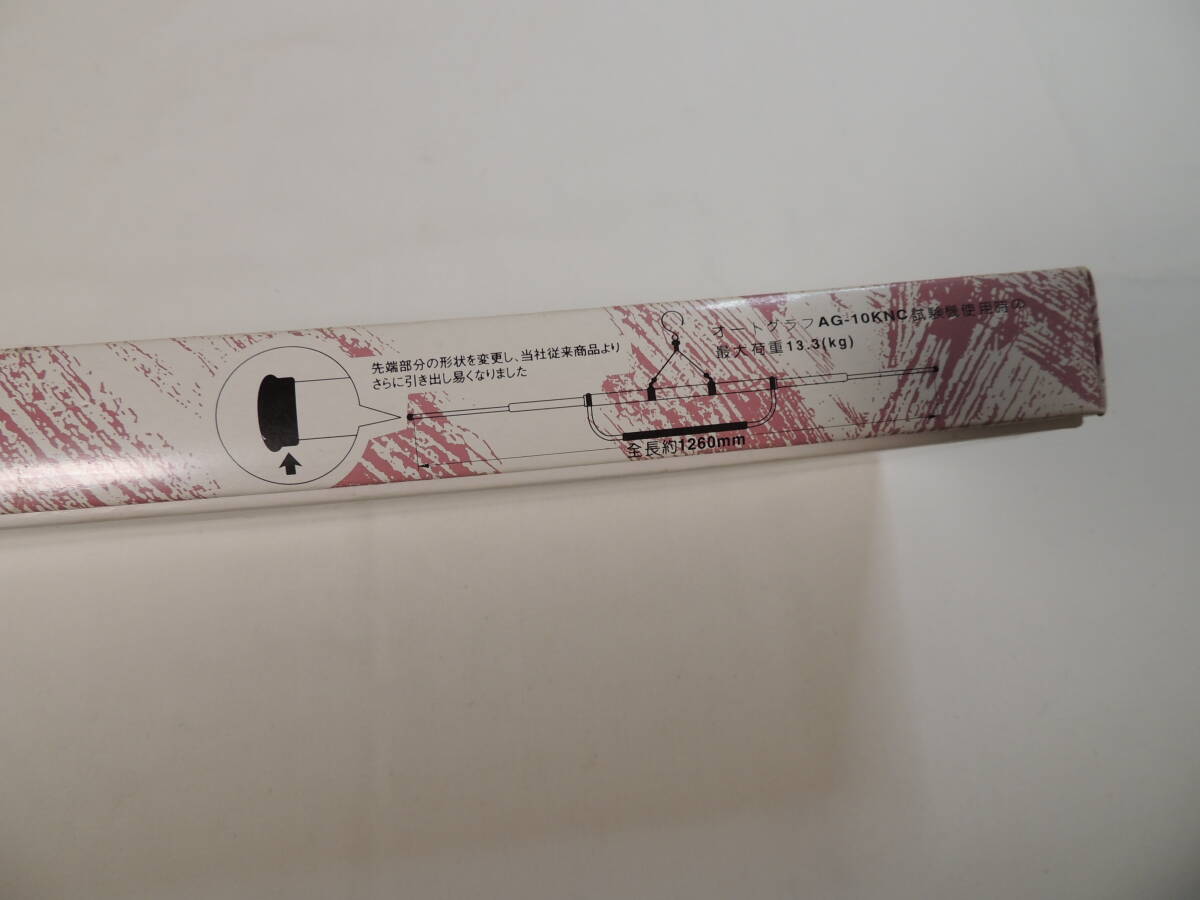 先端部分の形状を変更し、当社従来商品より
さらに引き出し易くなりました
オートグラフAG-10KNC試験機使用時の
最大荷重13.3(kg)
全長約1260mm